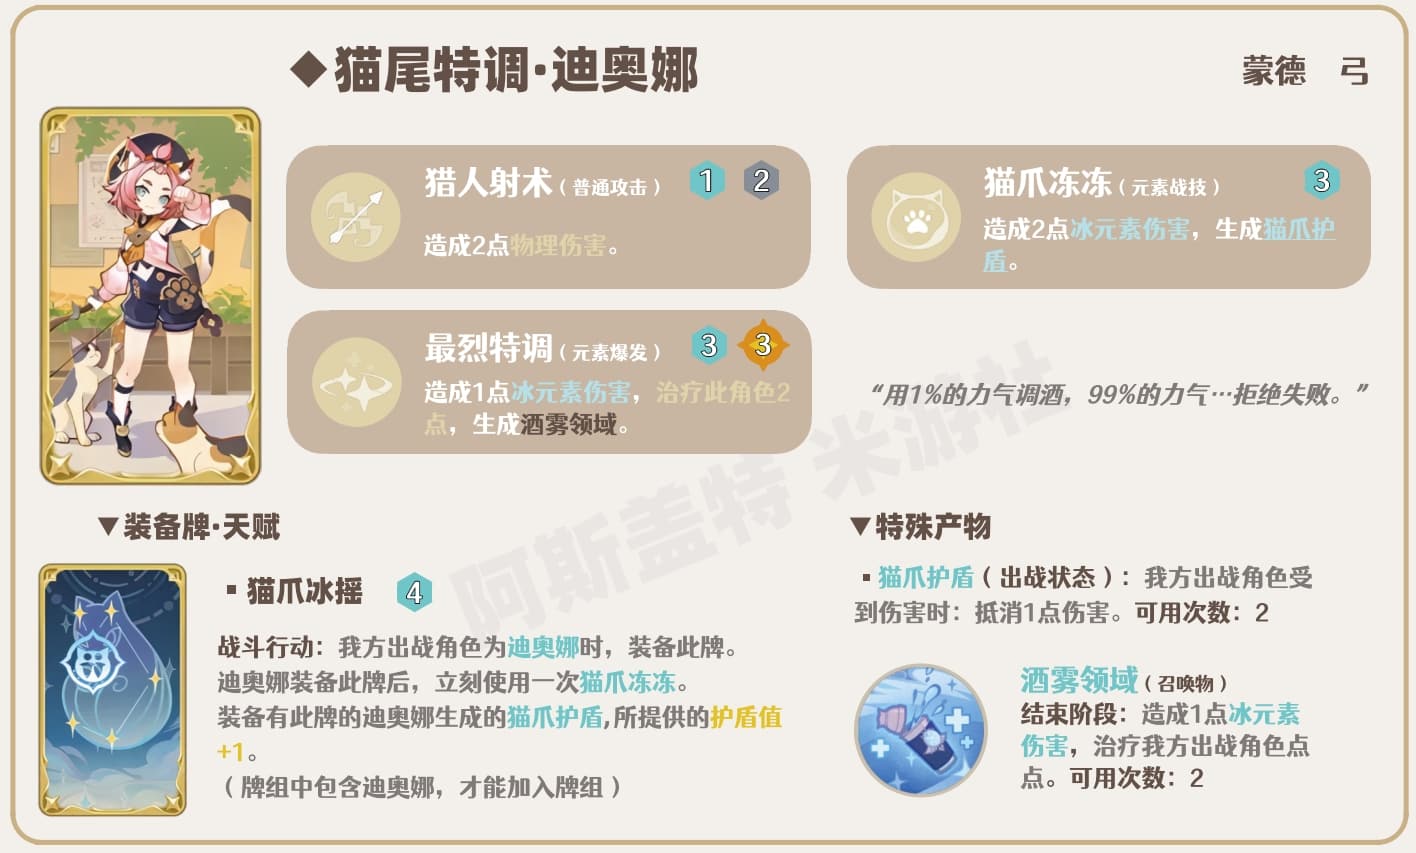 ◆猫尾特调·迪奥娜
蒙德 弓
猎人射术（普通攻击） 1 2
造成2点物理伤害。
猫爪冻冻（元素战技） 3
造成2点冰元素伤害，生成猫爪护
盾。
最烈特调（元素爆发） 3 3
造成1点冰元素伤害，治疗此角色2
点，生成酒雾领域。
“用1%的力气调酒，99%的力气…拒绝失败。”
阿斯盖特 米游社
▼装备牌·天赋
▪猫爪冰摇 4
战斗行动：我方出战角色为迪奥娜时，装备此牌。
迪奥娜装备此牌后，立刻使用一次猫爪冻冻。
装备有此牌的迪奥娜生成的猫爪护盾,所提供的护盾值
+1。
（牌组中包含迪奥娜，才能加入牌组）
▼特殊产物
▪猫爪护盾（出战状态）：我方出战角色受
到伤害时：抵消1点伤害。可用次数：2
酒雾领域（召唤物）
结束阶段：造成1点冰元素
伤害，治疗我方出战角色点
点。可用次数：2